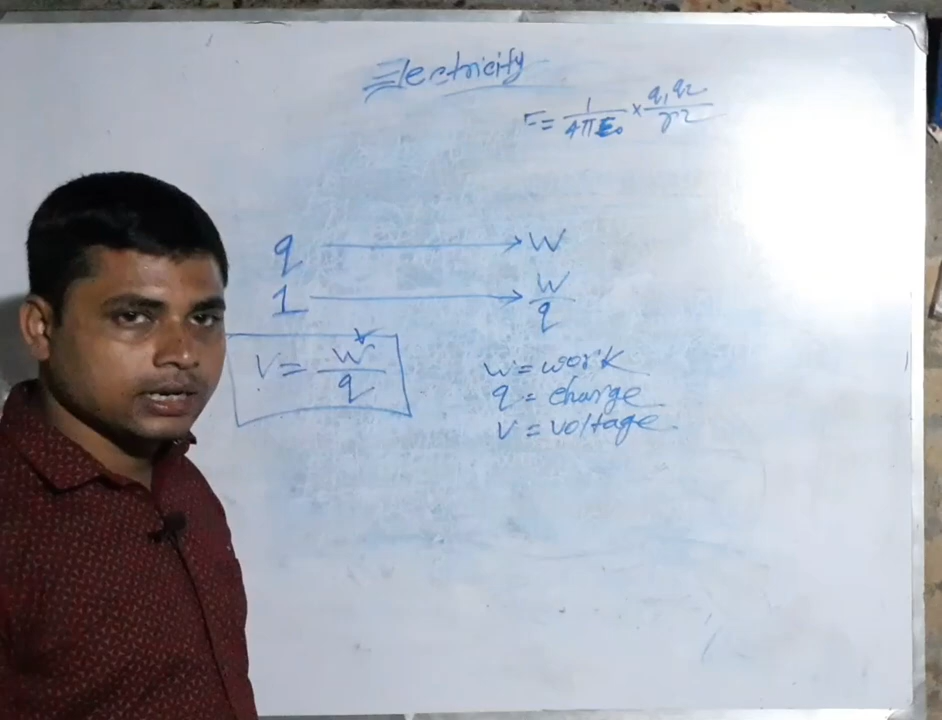 Electricity
F = 1/4πε₀ × q₁q₂/r²
q → W
1 → W/q
V = W/q
W = work
q = charge
V = voltage